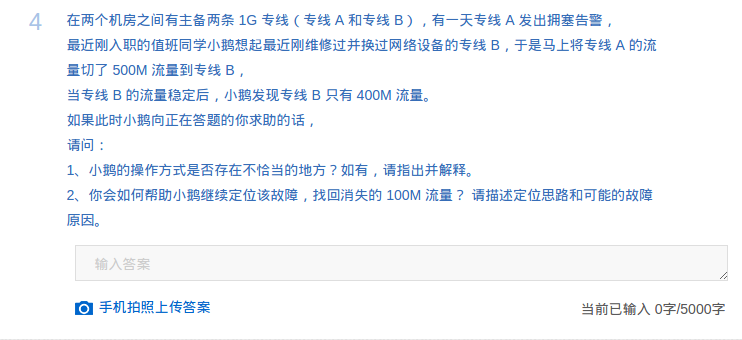 4
在两个机房之间有主备两条 1G 专线（专线 A 和专线 B），有一天专线 A 发出拥塞告警，
最近刚入职的值班同学小鹅想起最近刚维修过并换过网络设备的专线 B，于是马上将专线 A 的流
量切了 500M 流量到专线 B，
当专线 B 的流量稳定后，小鹅发现专线 B 只有 400M 流量。
如果此时小鹅向正在答题的你求助的话，
请问：
1、小鹅的操作方式是否存在不恰当的地方？如有，请指出并解释。
2、你会如何帮助小鹅继续定位该故障，找回消失的 100M 流量？ 请描述定位思路和可能的故障
原因。
输入答案
手机拍照上传答案
当前已输入 0字/5000字